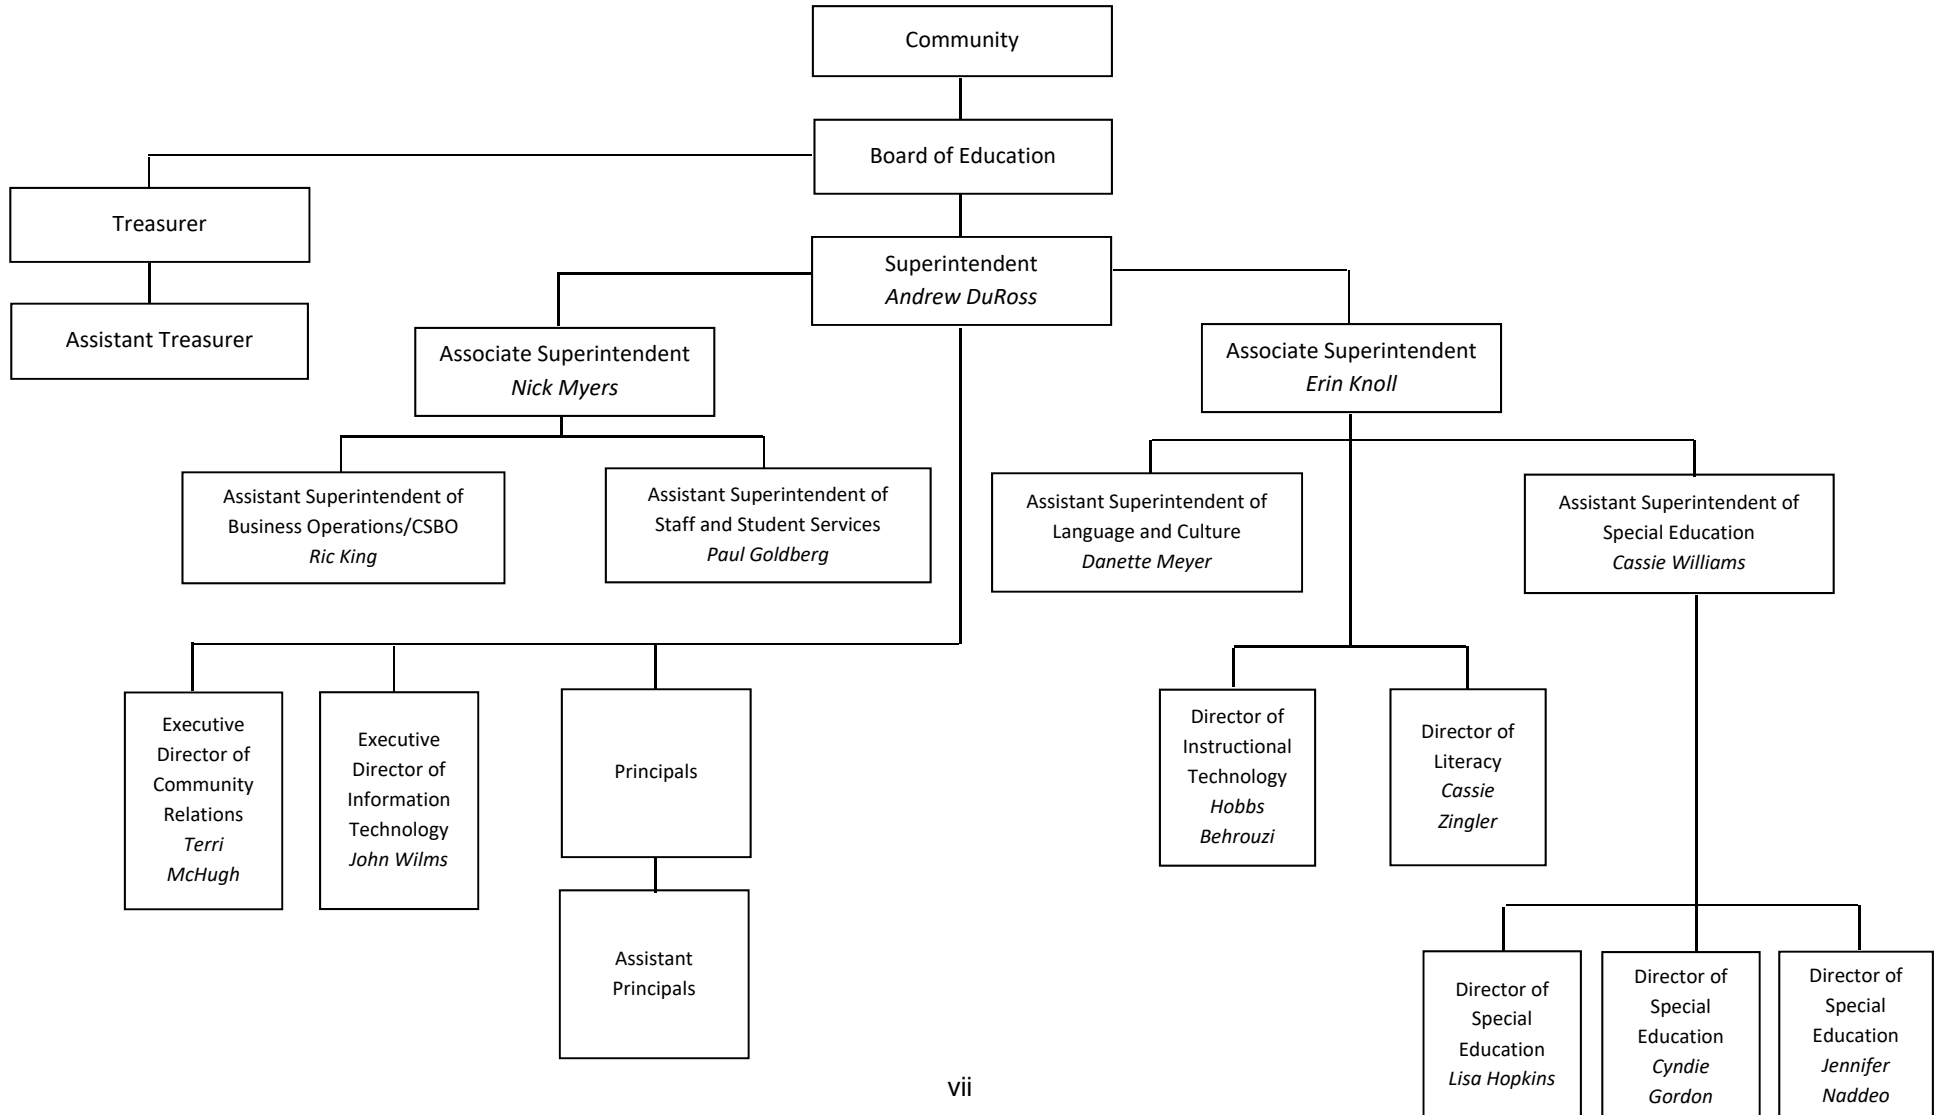 Community
Board of Education
Treasurer
Assistant Treasurer
Superintendent
Andrew DuRoss
Associate Superintendent
Nick Myers
Associate Superintendent
Erin Knoll
Assistant Superintendent of
Business Operations/CSBO
Ric King
Assistant Superintendent of
Staff and Student Services
Paul Goldberg
Assistant Superintendent of
Language and Culture
Danette Meyer
Assistant Superintendent of
Special Education
Cassie Williams
Executive
Director of
Community
Relations
Terri
McHugh
Executive
Director of
Information
Technology
John Wilms
Principals
Assistant
Principals
Director of
Instructional
Technology
Hobbs
Behrouzi
Director of
Literacy
Cassie
Zingler
Director of
Special
Education
Lisa Hopkins
Director of
Special
Education
Cyndie
Gordon
Director of
Special
Education
Jennifer
Naddeo
vii